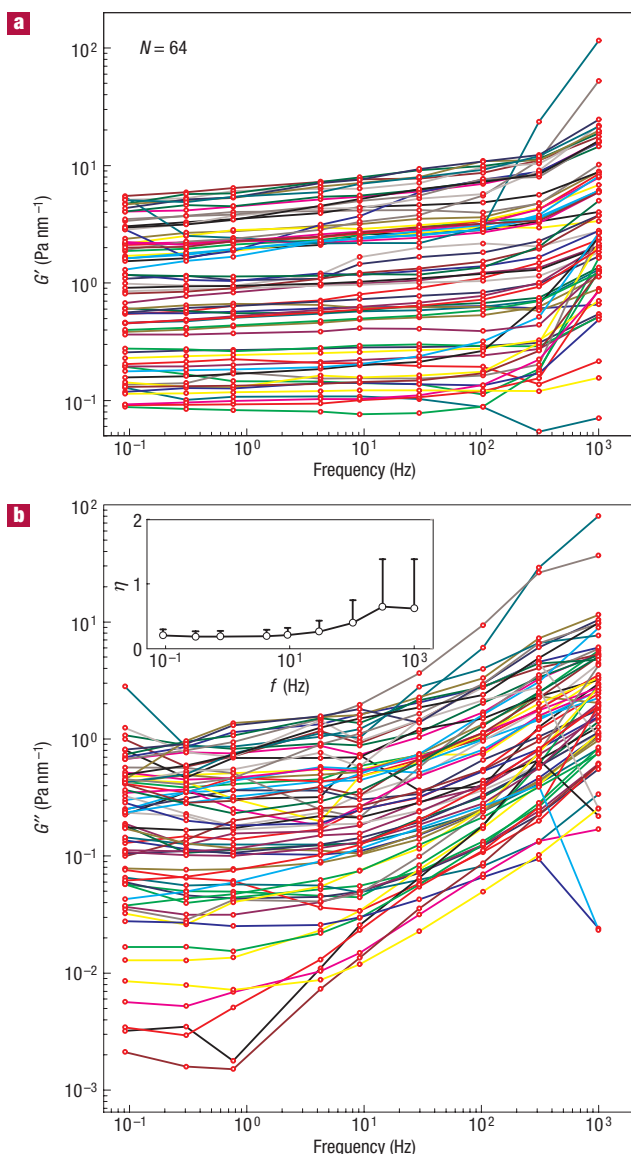 a
10²
N = 64
10¹
G′ (Pa nm⁻¹)
10⁰
10⁻¹
10⁻¹ 10⁰ 10¹ 10² 10³
Frequency (Hz)
b
10²
2
η
1
0
10⁻¹ 10¹ 10³
f (Hz)
10¹
10⁰
G″ (Pa nm⁻¹)
10⁻¹
10⁻²
10⁻³
10⁻¹ 10⁰ 10¹ 10² 10³
Frequency (Hz)